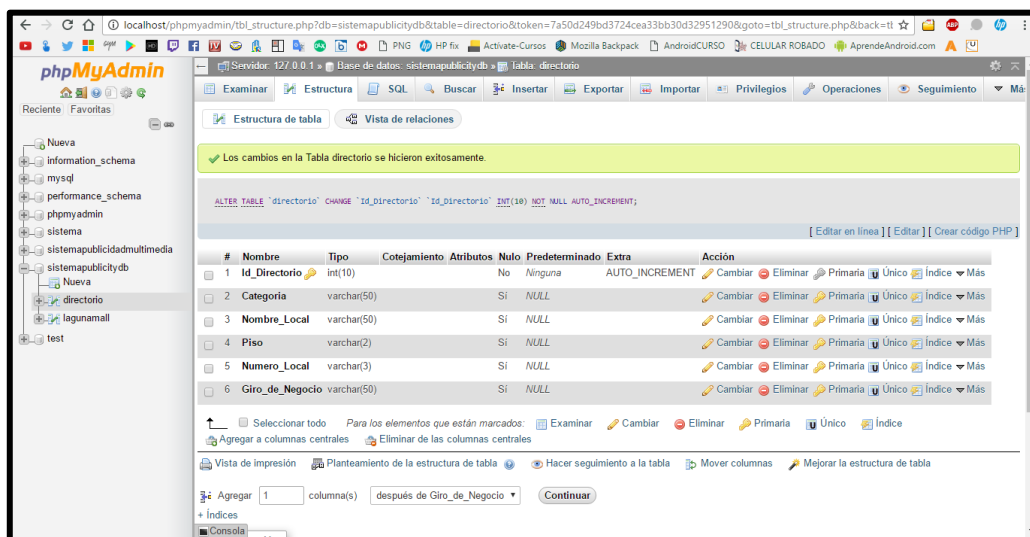 localhost/phpmyadmin/tbl_structure.php?db=sistemapublicitydb&table=directorio&token=7a50d249bd3724cea33bb30d32951290&goto=tbl_structure.php&back=tl
PNG HP fix Activate-Cursos Mozilla Backpack AndroidCURSO CELULAR ROBADO AprendeAndroid.com
phpMyAdmin
Servidor: 127.0.0.1 » Base de datos: sistemapublicitydb » Tabla: directorio
Examinar Estructura SQL Buscar Insertar Exportar Importar Privilegios Operaciones Seguimiento Má
Reciente Favoritas
Estructura de tabla Vista de relaciones
Nueva
information_schema
mysql
performance_schema
phpmyadmin
sistema
sistemapublicidadmultimedia
sistemapublicitydb
Nueva
directorio
lagunamall
test
Los cambios en la Tabla directorio se hicieron exitosamente.
ALTER TABLE `directorio` CHANGE `Id_Directorio` `Id_Directorio` INT(10) NOT NULL AUTO_INCREMENT;
[ Editar en línea ] [ Editar ] [ Crear código PHP ]
# Nombre Tipo Cotejamiento Atributos Nulo Predeterminado Extra Acción
1 Id_Directorio int(10) No Ninguna AUTO_INCREMENT Cambiar Eliminar Primaria Único Índice Más
2 Categoria varchar(50) Sí NULL Cambiar Eliminar Primaria Único Índice Más
3 Nombre_Local varchar(50) Sí NULL Cambiar Eliminar Primaria Único Índice Más
4 Piso varchar(2) Sí NULL Cambiar Eliminar Primaria Único Índice Más
5 Numero_Local varchar(3) Sí NULL Cambiar Eliminar Primaria Único Índice Más
6 Giro_de_Negocio varchar(50) Sí NULL Cambiar Eliminar Primaria Único Índice Más
Seleccionar todo Para los elementos que están marcados: Examinar Cambiar Eliminar Primaria Único Índice
Agregar a columnas centrales Eliminar de las columnas centrales
Vista de impresión Planteamiento de la estructura de tabla Hacer seguimiento a la tabla Mover columnas Mejorar la estructura de tabla
Agregar 1 columna(s) después de Giro_de_Negocio Continuar
+ Índices
Consola